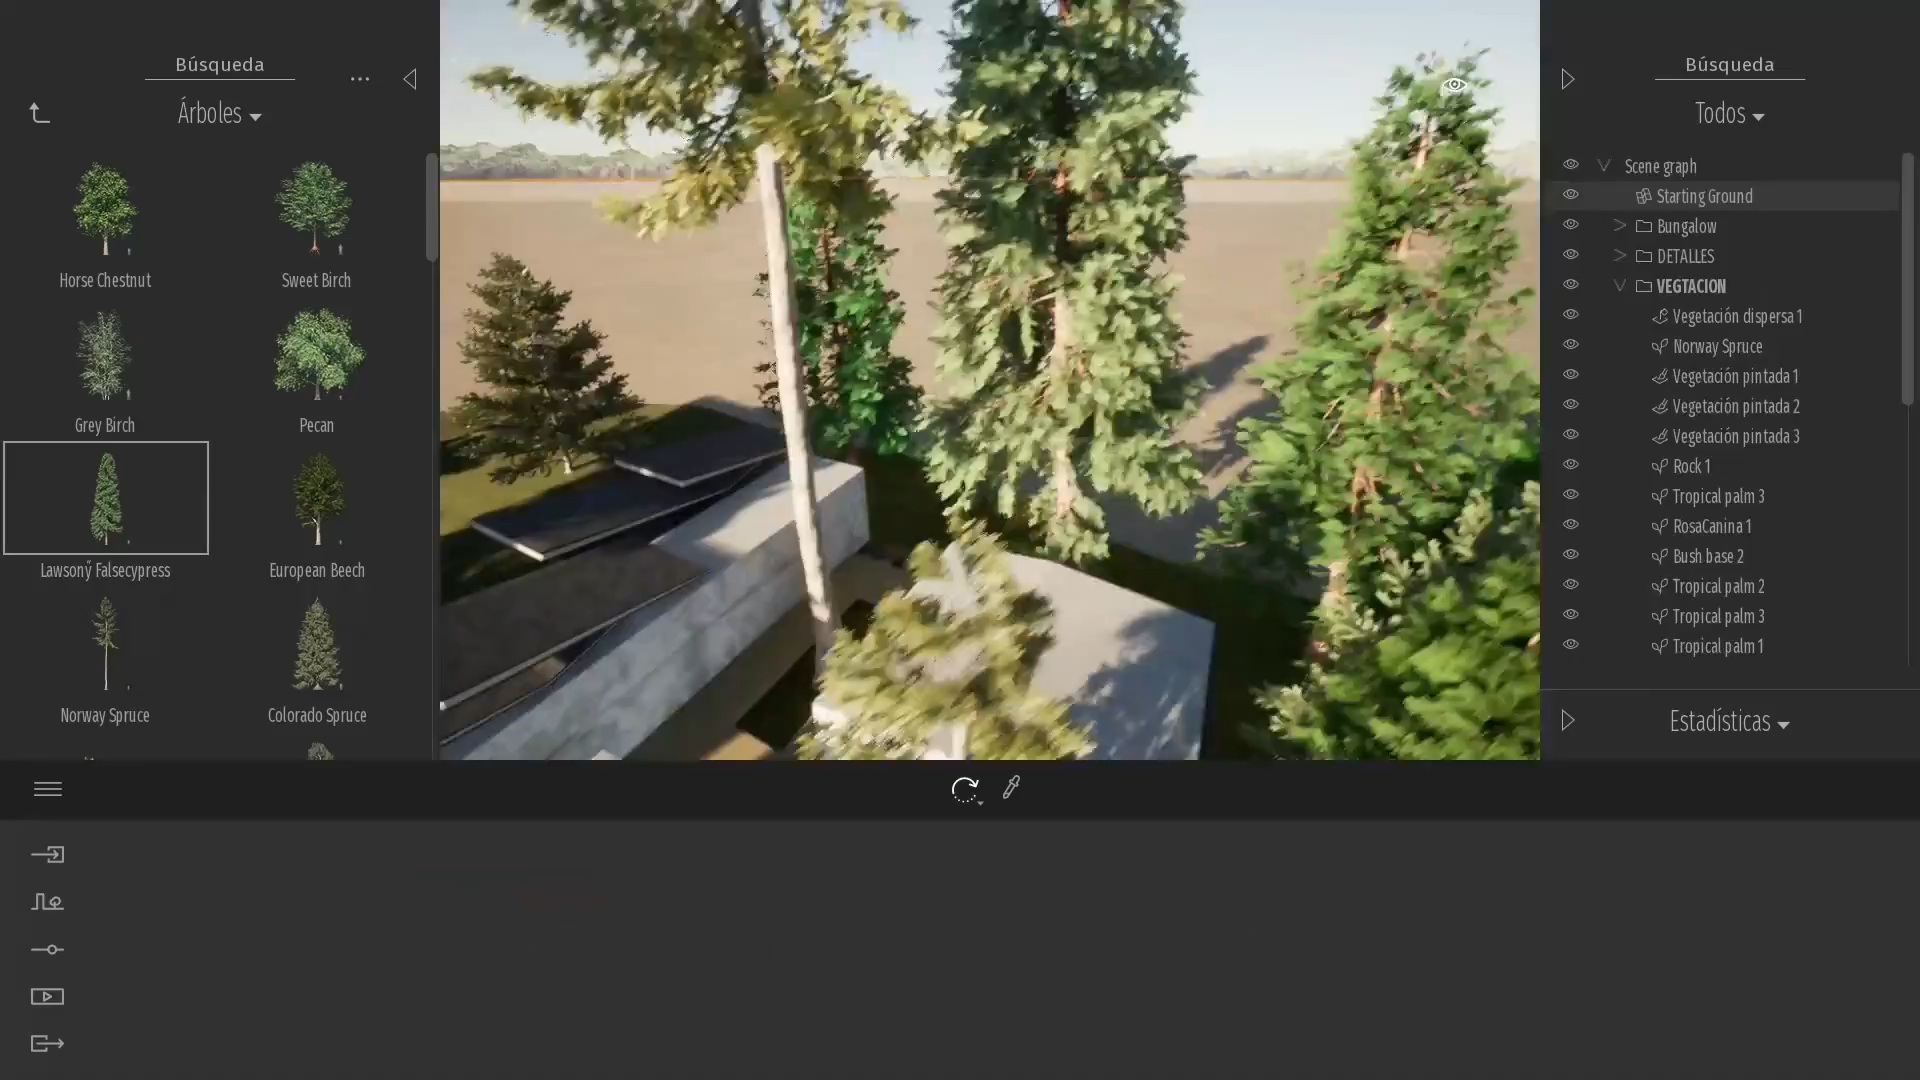 Búsqueda
Árboles
Horse Chestnut
Sweet Birch
Grey Birch
Pecan
Lawsony̋ Falsecypress
European Beech
Norway Spruce
Colorado Spruce
Búsqueda
Todos
Scene graph
Starting Ground
Bungalow
DETALLES
VEGTACION
Vegetación dispersa 1
Norway Spruce
Vegetación pintada 1
Vegetación pintada 2
Vegetación pintada 3
Rock 1
Tropical palm 3
RosaCanina 1
Bush base 2
Tropical palm 2
Tropical palm 3
Tropical palm 1
Estadísticas